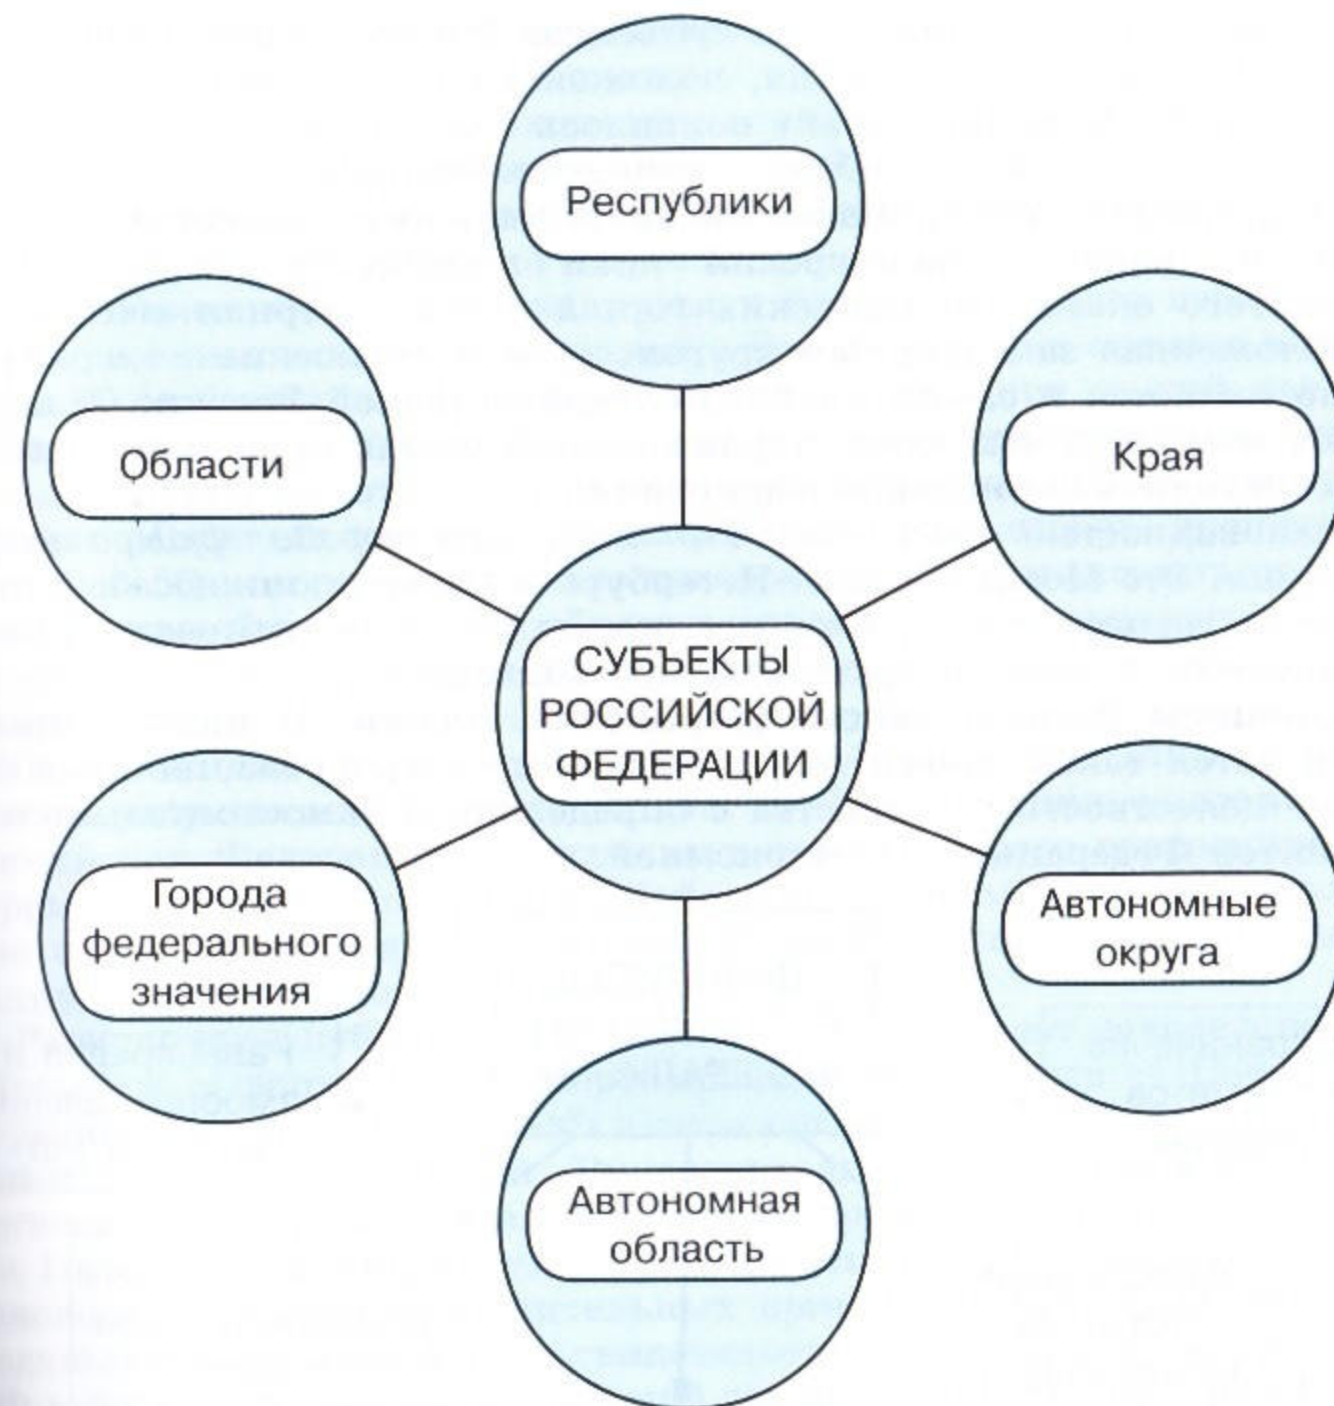 Республики
Области
Края
СУБЪЕКТЫ
РОССИЙСКОЙ
ФЕДЕРАЦИИ
Города
федерального
значения
Автономные
округа
Автономная
область